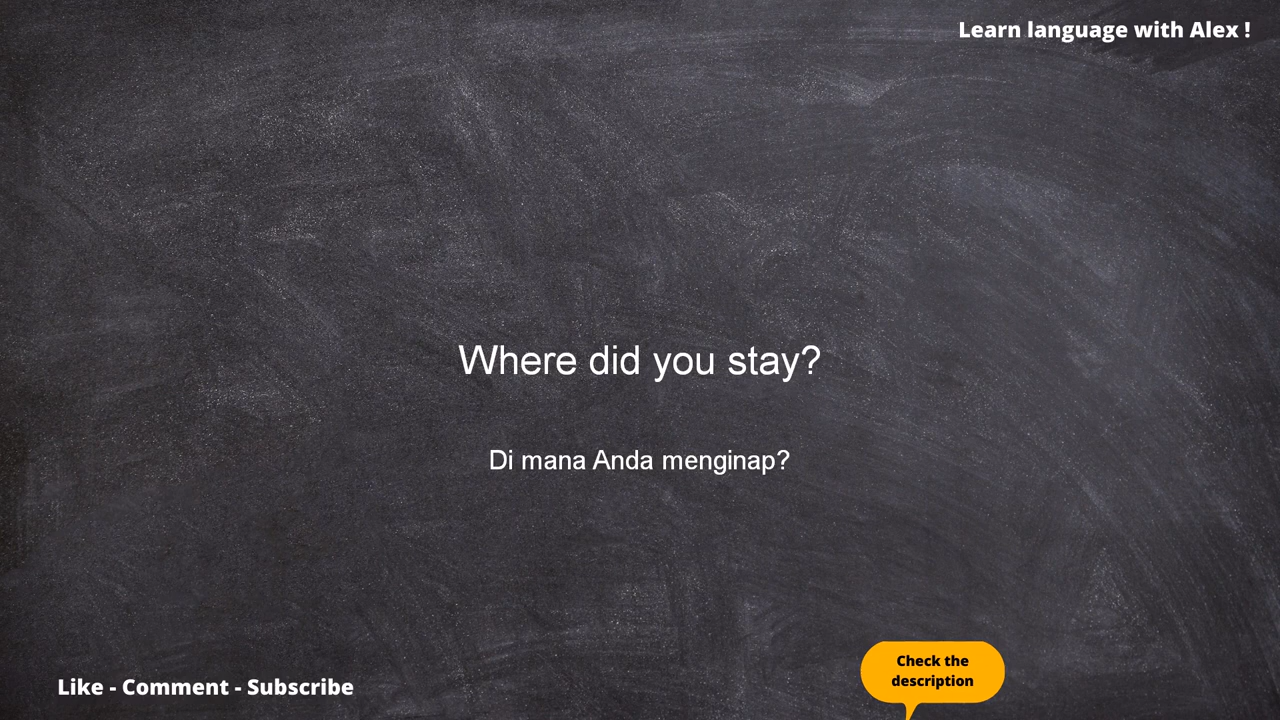 Learn language with Alex !
Where did you stay?
Di mana Anda menginap?
Check the
description
Like - Comment - Subscribe